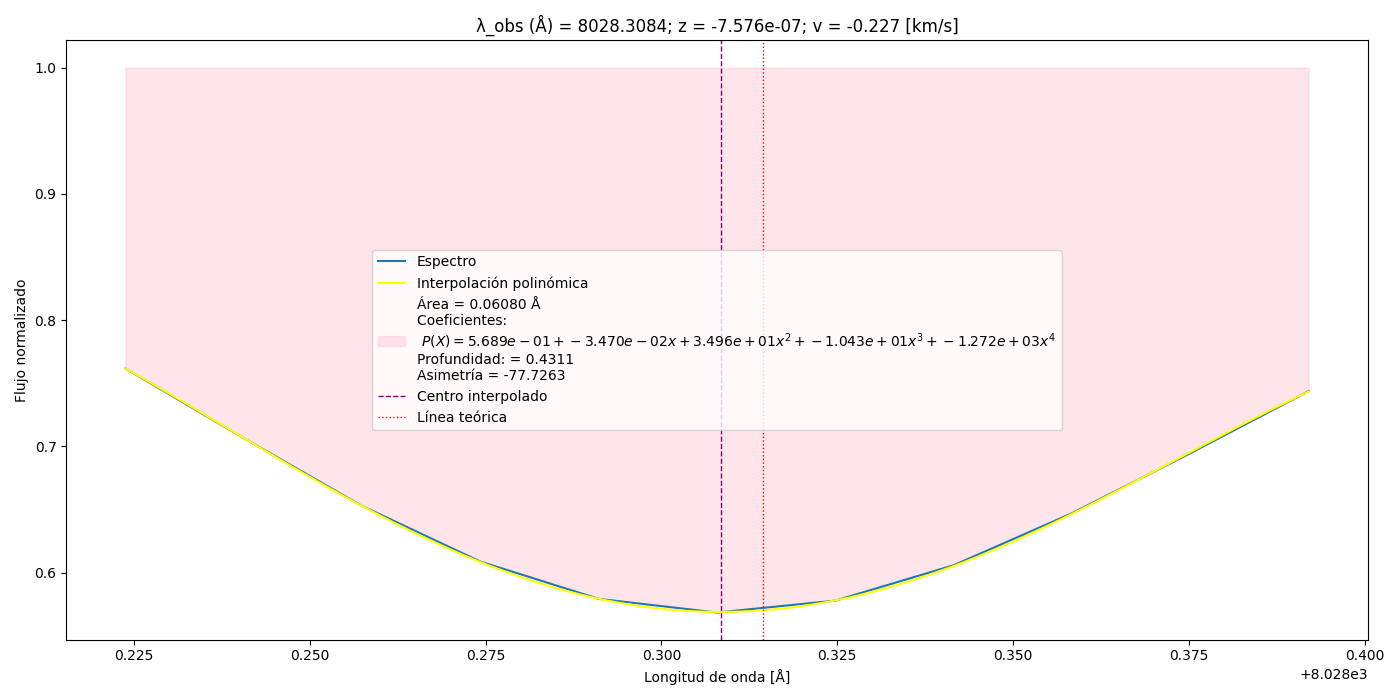 λ_obs (Å) = 8028.3084; z = -7.576e-07; v = -0.227 [km/s]
1.0
0.9
0.8
0.7
0.6
Flujo normalizado
Espectro
Interpolación polinómica
Área = 0.06080 Å
Coeficientes:
P(X) = 5.689e − 01 + −3.470e − 02x + 3.496e + 01x² + −1.043e + 01x³ + −1.272e + 03x⁴
Profundidad: = 0.4311
Asimetría = -77.7263
Centro interpolado
Línea teórica
0.225 0.250 0.275 0.300 0.325 0.350 0.375 0.400
Longitud de onda [Å]
+8.028e3